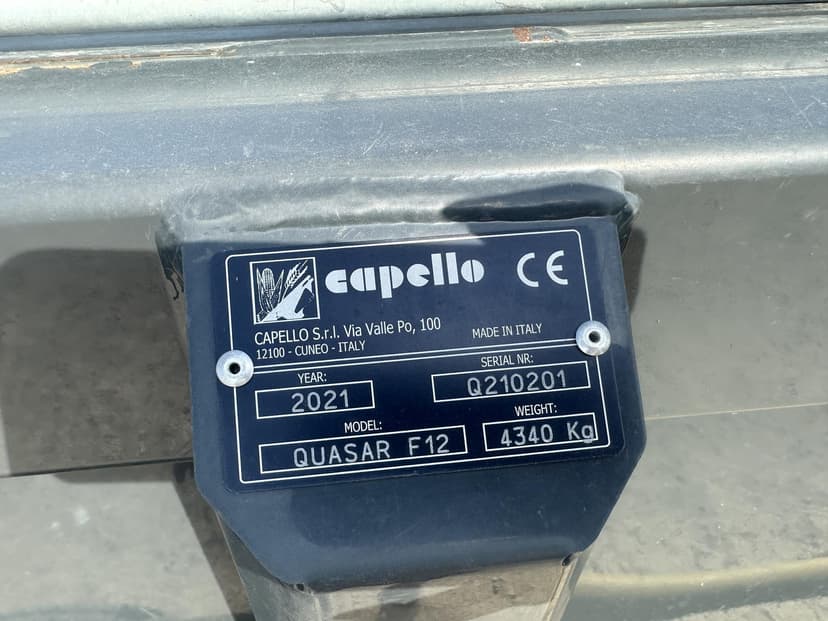 capello CE
CAPELLO S.r.l. Via Valle Po, 100
12100 - CUNEO - ITALY
MADE IN ITALY
YEAR:
2021
SERIAL NR:
Q210201
MODEL:
QUASAR F12
WEIGHT:
4340 Kg